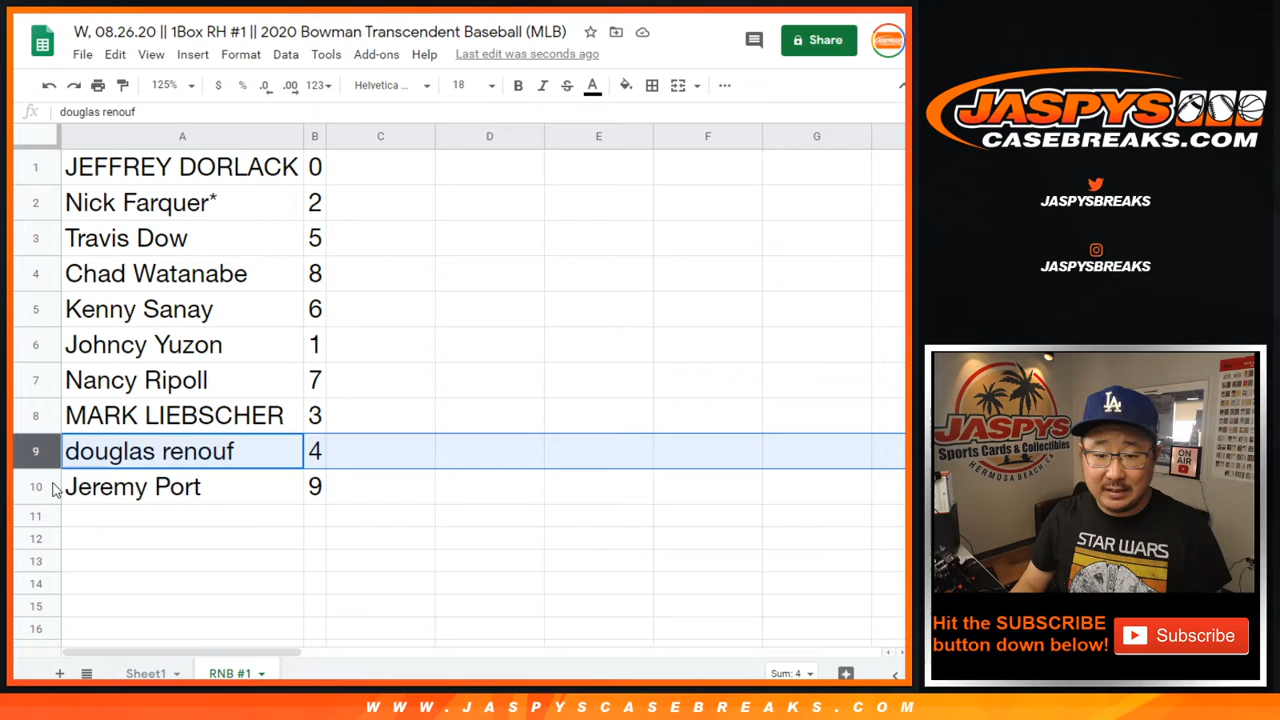 W, 08.26.20 || 1Box RH #1 || 2020 Bowman Transcendent Baseball (MLB)
File Edit View Insert Format Data Tools Add-ons Help Last edit was seconds ago
Share
125% $ % .0 .00 123 Helvetica ... 18 B I S A ...
fx douglas renouf
A B C D E F G
1 JEFFREY DORLACK 0
2 Nick Farquer* 2
3 Travis Dow 5
4 Chad Watanabe 8
5 Kenny Sanay 6
6 Johncy Yuzon 1
7 Nancy Ripoll 7
8 MARK LIEBSCHER 3
9 douglas renouf 4
10 Jeremy Port 9
11
12
13
14
15
16
Sheet1 RNB #1 Sum: 4
JASPYS
CASEBREAKS.COM
JASPYSBREAKS
JASPYSBREAKS
JASPYS
Sports Cards & Collectibles
HERMOSA BEACH, CA
LA
ON
AIR
STAR WARS
Hit the SUBSCRIBE
button down below!
Subscribe
WWW.JASPYSCASEBREAKS.COM